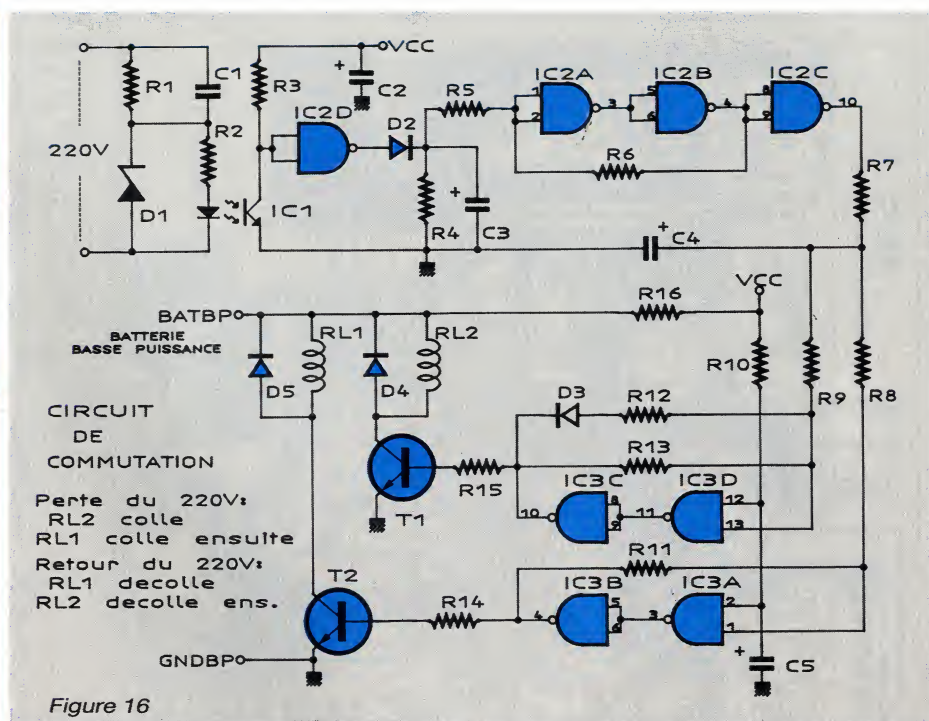 R1
C1
R3
VCC
+
C2
IC2D
D2
R5
IC2A
IC2B
IC2C
1
2
3
5
6
4
8
9
10
220V
R2
D1
IC1
R6
R7
+
R4
C3
C4
+
VCC
R16
BATBP
BATTERIE
BASSE PUISSANCE
RL1
RL2
R10
R9
R8
D5
D4
CIRCUIT
DE
COMMUTATION
D3
R12
R13
R15
IC3C
IC3D
10
8
9
11
12
13
T1
Perte du 220V:
RL2 colle
RL1 colle ensuite
Retour du 220V:
RL1 decolle
RL2 decolle ens.
R11
T2
R14
IC3B
IC3A
4
5
6
3
2
1
GNDBP
+
C5
Figure 16